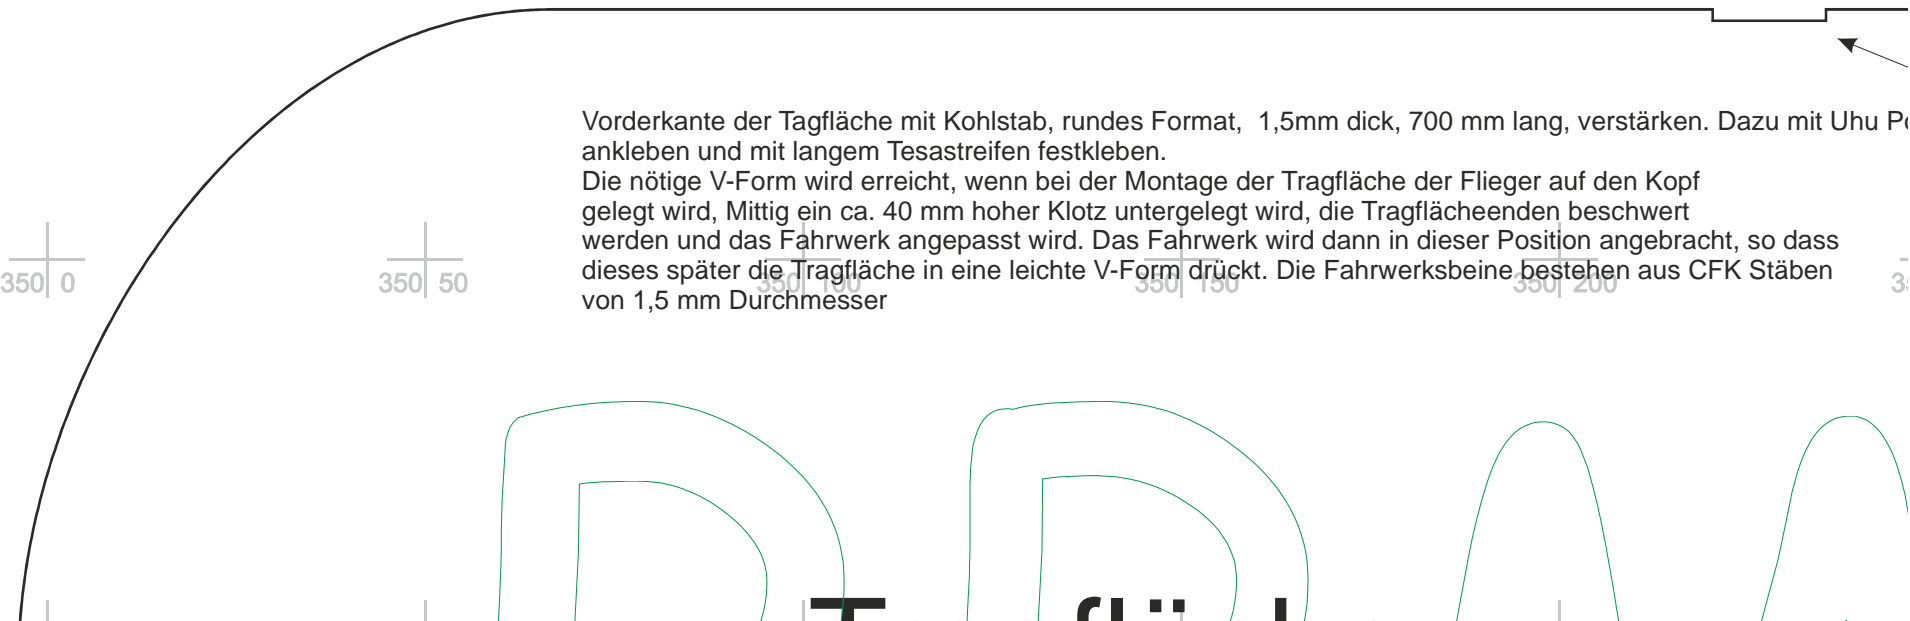 Vorderkante der Tagfläche mit Kohlstab, rundes Format,  1,5mm dick, 700 mm lang, verstärken. Dazu mit Uhu
ankleben und mit langem Tesastreifen festkleben.
Die nötige V-Form wird erreicht, wenn bei der Montage der Tragfläche der Flieger auf den Kopf
gelegt wird, Mittig ein ca. 40 mm hoher Klotz untergelegt wird, die Tragflächeenden beschwert
werden und das Fahrwerk angepasst wird. Das Fahrwerk wird dann in dieser Position angebracht, so dass
dieses später die Tragfläche in eine leichte V-Form drückt. Die Fahrwerksbeine bestehen aus CFK Stäben
von 1,5 mm Durchmesser
350 0
350 50
350 100
350 150
350 200